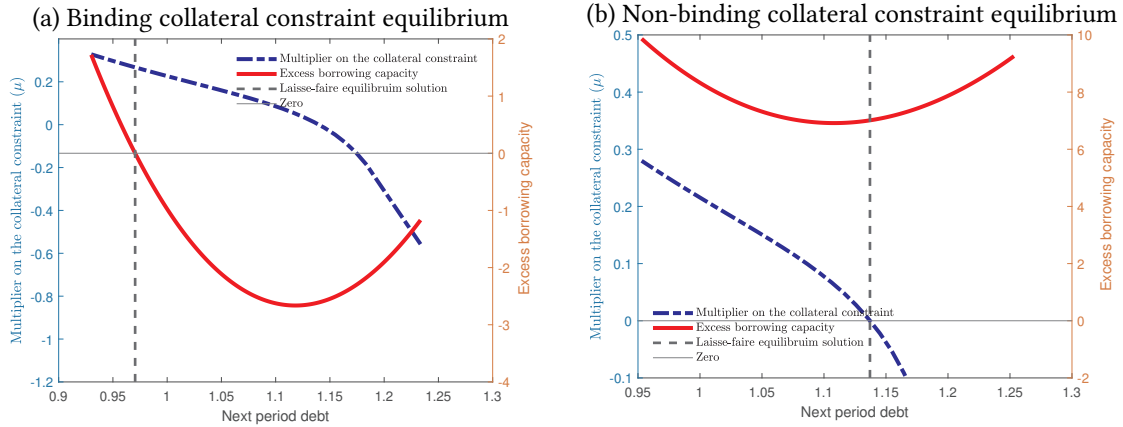 (a) Binding collateral constraint equilibrium
Multiplier on the collateral constraint (μ)
0.2
0
-0.2
-0.4
-0.6
-0.8
-1
-1.2
Multiplier on the collateral constraint
Excess borrowing capacity
Laisse-faire equilibruim solution
Zero
2
1
0
-1
-2
-3
-4
Excess borrowing capacity
0.9 0.95 1 1.05 1.1 1.15 1.2 1.25 1.3
Next period debt
(b) Non-binding collateral constraint equilibrium
Multiplier on the collateral constraint (μ)
0.5
0.4
0.3
0.2
0.1
0
-0.1
Multiplier on the collateral constraint
Excess borrowing capacity
Laisse-faire equilibruim solution
Zero
10
8
6
4
2
0
-2
Excess borrowing capacity
0.95 1 1.05 1.1 1.15 1.2 1.25 1.3
Next period debt